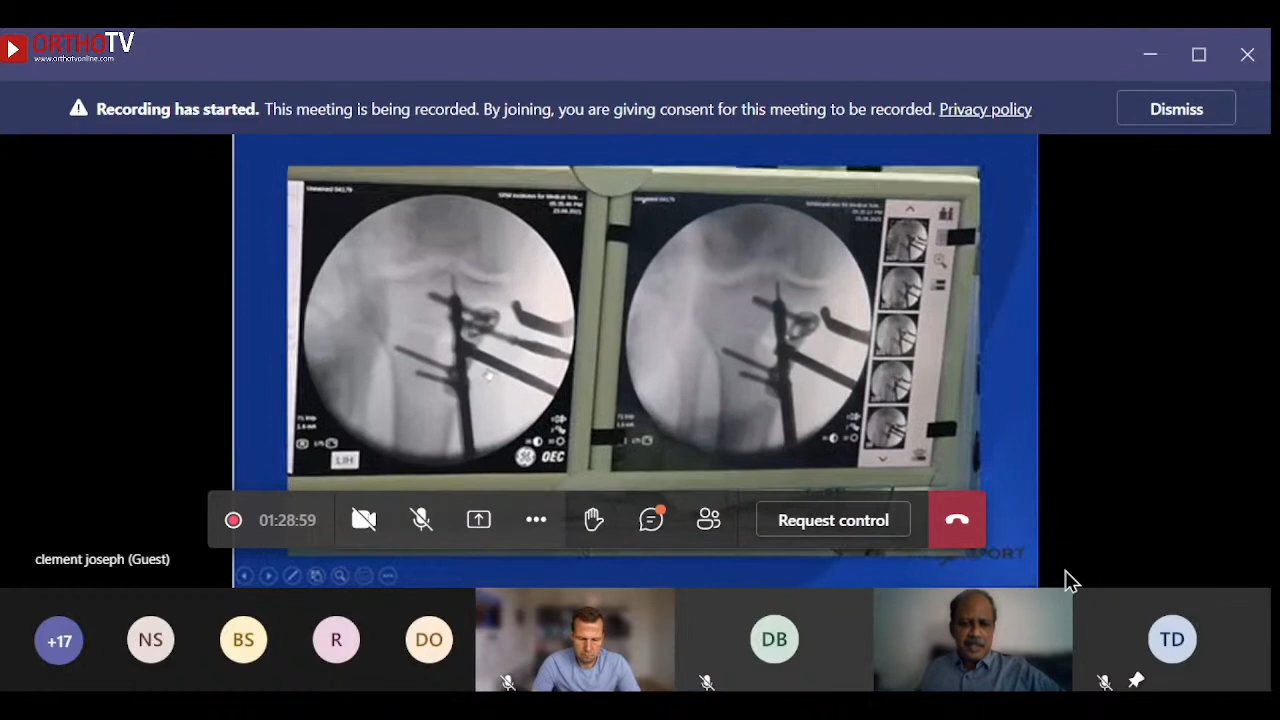 ORTHOTV
www.orthotvonline.com
Recording has started. This meeting is being recorded. By joining, you are giving consent for this meeting to be recorded. Privacy policy
Dismiss
LIH
OEC
01:28:59
Request control
clement joseph (Guest)
+17
NS
BS
R
DO
DB
TD